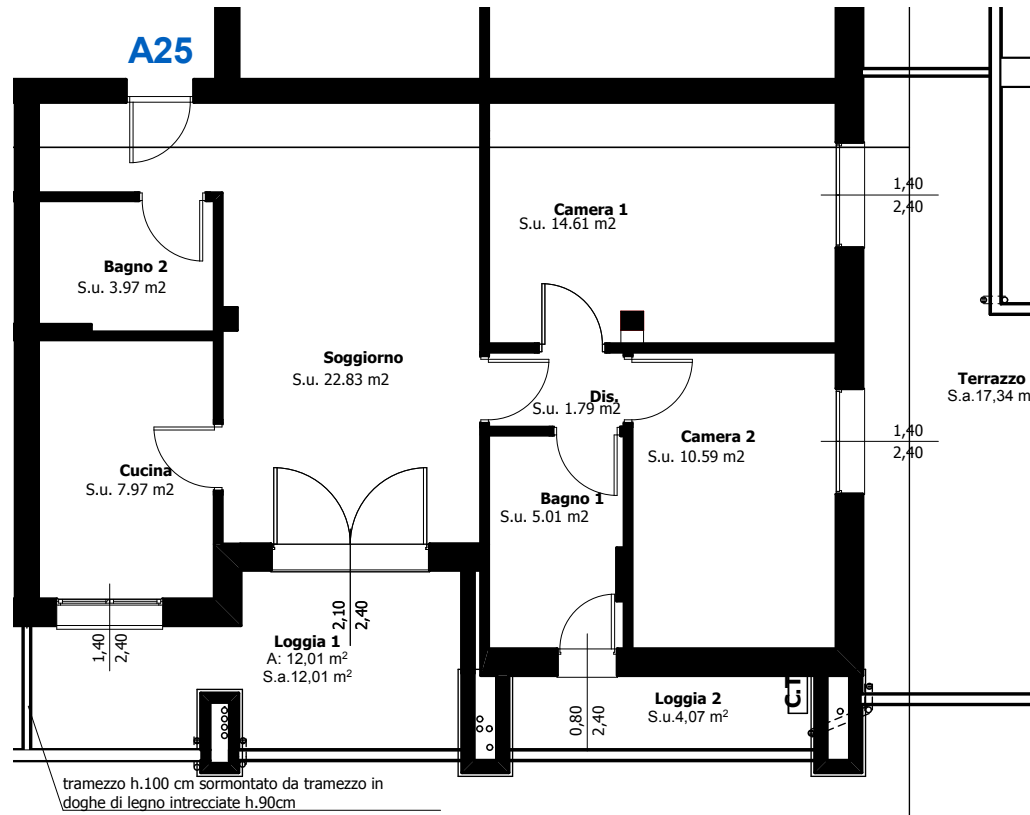 A25
1,40
2,40
Camera 1
S.u. 14.61 m2
Bagno 2
S.u. 3.97 m2
Soggiorno
S.u. 22.83 m2
Terrazzo
S.a.17,34 m
Dis.
S.u. 1.79 m2
1,40
2,40
Camera 2
S.u. 10.59 m2
Cucina
S.u. 7.97 m2
Bagno 1
S.u. 5.01 m2
2,10
2,40
1,40
2,40
Loggia 1
A: 12,01 m²
S.a.12,01 m²
0,80
2,40
Loggia 2
S.u.4,07 m²
C.T
tramezzo h.100 cm sormontato da tramezzo in
doghe di legno intrecciate h.90cm